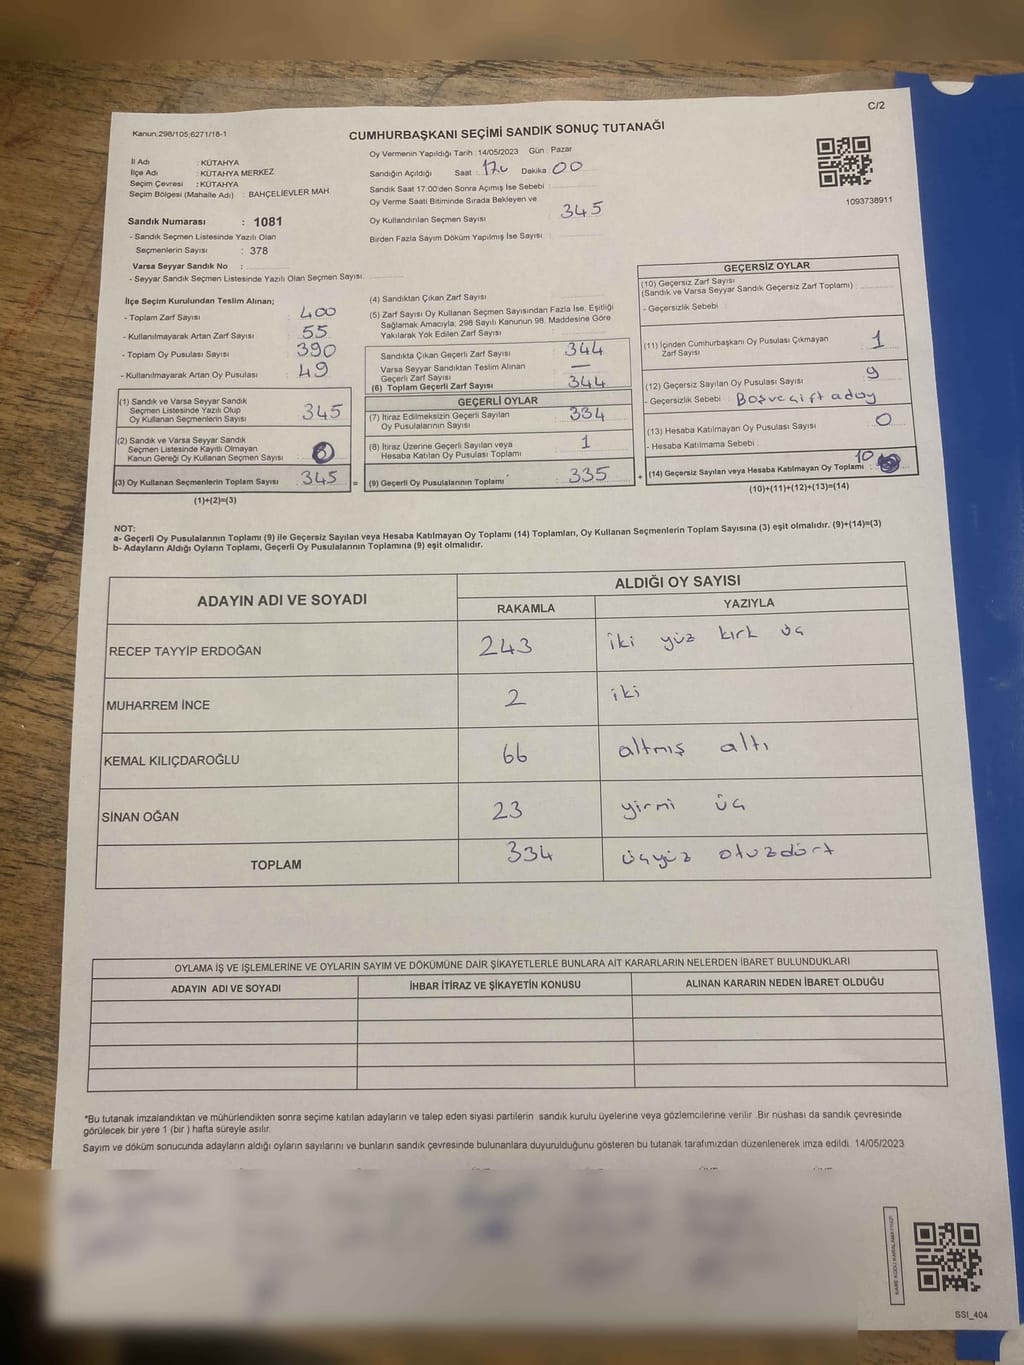 C/2
Kanun:298/105,6271/18-1
CUMHURBAŞKANI SEÇİMİ SANDIK SONUÇ TUTANAĞI
İl Adı : KÜTAHYA
İlçe Adı : KÜTAHYA MERKEZ
Seçim Çevresi : KÜTAHYA
Seçim Bölgesi (Mahalle Adı) : BAHÇELİEVLER MAH.
Oy Vermenin Yapıldığı Tarih :14/05/2023 Gün : Pazar
Sandığın Açıldığı Saat : Dakika : 00
Sandık Saat 17:00'den Sonra Açımış İse Sebebi :
Oy Verme Saati Bitiminde Sırada Bekleyen ve
Oy Kullandırılan Seçmen Sayısı 345
Birden Fazla Sayım Döküm Yapılmış İse Sayısı :
1093738911
Sandık Numarası : 1081
- Sandık Seçmen Listesinde Yazılı Olan
Seçmenlerin Sayısı : 378
Varsa Seyyar Sandık No :
- Seyyar Sandık Seçmen Listesinde Yazılı Olan Seçmen Sayısı:
İlçe Seçim Kurulundan Teslim Alınan;
- Toplam Zarf Sayısı : 400
- Kullanılmayarak Artan Zarf Sayısı : 55
- Toplam Oy Pusulası Sayısı : 390
- Kullanılmayarak Artan Oy Pusulası : 49
(1) Sandık ve Varsa Seyyar Sandık
Seçmen Listesinde Yazılı Olup
Oy Kullanan Seçmenlerin Sayısı : 345
(2) Sandık ve Varsa Seyyar Sandık
Seçmen Listesinde Kayıtlı Olmayan
Kanun Gereği Oy Kullanan Seçmen Sayısı :
(3) Oy Kullanan Seçmenlerin Toplam Sayısı : 345 =
(1)+(2)=(3)
(4) Sandıktan Çıkan Zarf Sayısı :
(5) Zarf Sayısı Oy Kullanan Seçmen Sayısından Fazla İse, Eşitliği
Sağlamak Amacıyla; 298 Sayılı Kanunun 98. Maddesine Göre
Yakılarak Yok Edilen Zarf Sayısı :
Sandıkta Çıkan Geçerli Zarf Sayısı : 344
Varsa Seyyar Sandıktan Teslim Alınan
Geçerli Zarf Sayısı : —
(6) Toplam Geçerli Zarf Sayısı : 344
GEÇERLİ OYLAR
(7) İtiraz Edilmeksizin Geçerli Sayılan
Oy Pusulalarının Sayısı : 334
(8) İtiraz Üzerine Geçerli Sayılan veya
Hesaba Katılan Oy Pusulası Toplamı : 1
(9) Geçerli Oy Pusulalarının Toplamı : 335 +
GEÇERSİZ OYLAR
(10) Geçersiz Zarf Sayısı
(Sandık ve Varsa Seyyar Sandık Geçersiz Zarf Toplamı) :
- Geçersizlik Sebebi :
(11) İçinden Cumhurbaşkanı Oy Pusulası Çıkmayan
Zarf Sayısı : 1
(12) Geçersiz Sayılan Oy Pusulası Sayısı : 9
- Geçersizlik Sebebi : Boş ve çift aday
(13) Hesaba Katılmayan Oy Pusulası Sayısı : 0
- Hesaba Katılmama Sebebi :
(14) Geçersiz Sayılan veya Hesaba Katılmayan Oy Toplamı : 10
(10)+(11)+(12)+(13)=(14)
NOT:
a- Geçerli Oy Pusulalarının Toplamı (9) ile Geçersiz Sayılan veya Hesaba Katılmayan Oy Toplamı (14) Toplamları, Oy Kullanan Seçmenlerin Toplam Sayısına (3) eşit olmalıdır. (9)+(14)=(3)
b- Adayların Aldığı Oyların Toplamı, Geçerli Oy Pusulalarının Toplamına (9) eşit olmalıdır.
ADAYIN ADI VE SOYADI
ALDIĞI OY SAYISI
RAKAMLA YAZIYLA
RECEP TAYYİP ERDOĞAN 243 iki yüz kırk üç
MUHARREM İNCE 2 iki
KEMAL KILIÇDAROĞLU 66 altmış altı
SİNAN OĞAN 23 yirmi üç
TOPLAM 334 üçyüz otuzdört
OYLAMA İŞ VE İŞLEMLERİNE VE OYLARIN SAYIM VE DÖKÜMÜNE DAİR ŞİKAYETLERLE BUNLARA AİT KARARLARIN NELERDEN İBARET BULUNDUKLARI
ADAYIN ADI VE SOYADI İHBAR İTİRAZ VE ŞİKAYETİN KONUSU ALINAN KARARIN NEDEN İBARET OLDUĞU
*Bu tutanak imzalandıktan ve mühürlendikten sonra seçime katılan adayların ve talep eden siyasi partilerin sandık kurulu üyelerine veya gözlemcilerine verilir .Bir nüshası da sandık çevresinde
görülecek bir yere 1 (bir ) hafta süreyle asılır.
Sayım ve döküm sonucunda adayların aldığı oyların sayılarını ve bunların sandık çevresinde bulunanlara duyurulduğunu gösteren bu tutanak tarafımızdan düzenlenerek imza edildi. 14/05/2023
SSI_404